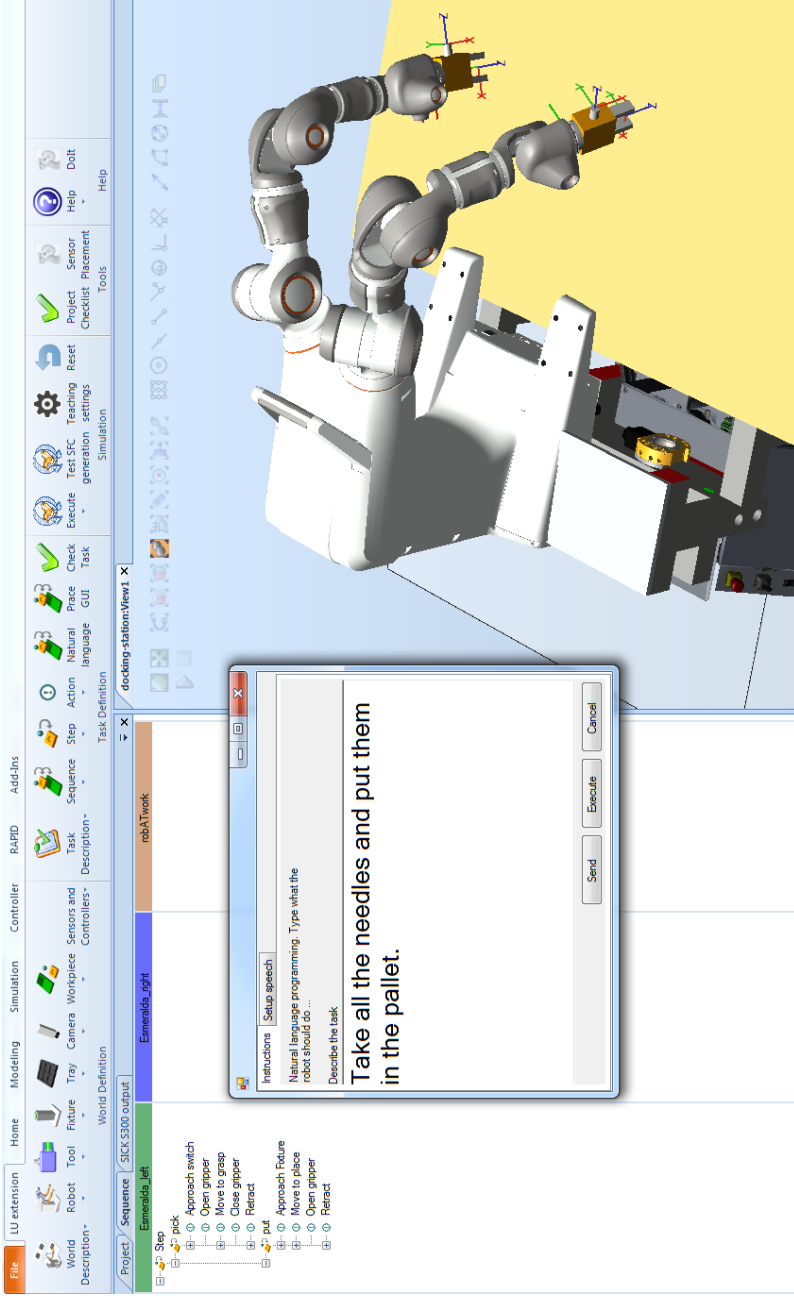 File LU extension Home Modeling Simulation Controller RAPID Add-Ins
World Description
Robot
Tool
Fixture
Tray
Camera
Workpiece
Sensors and Controllers
World Definition
Task Description
Sequence
Step
Action
Natural language
Prace GUI
Check Task
Task Definition
Execute
Test SFC generation
Teaching settings
Reset
Simulation
Project Checklist
Sensor Placement
Tools
Help
DoIt
Help
Project Sequence SICK S300 output
docking-station:View1
Esmeralda_left Esmeralda_right robATwork
Step
pick
Approach switch
Open gripper
Move to grasp
Close gripper
Retract
put
Approach Fixture
Move to place
Open gripper
Retract
Instructions Setup speech
Natural language programming. Type what the
robot should do ...
Describe the task
Take all the needles and put them
in the pallet.
Send Execute Cancel